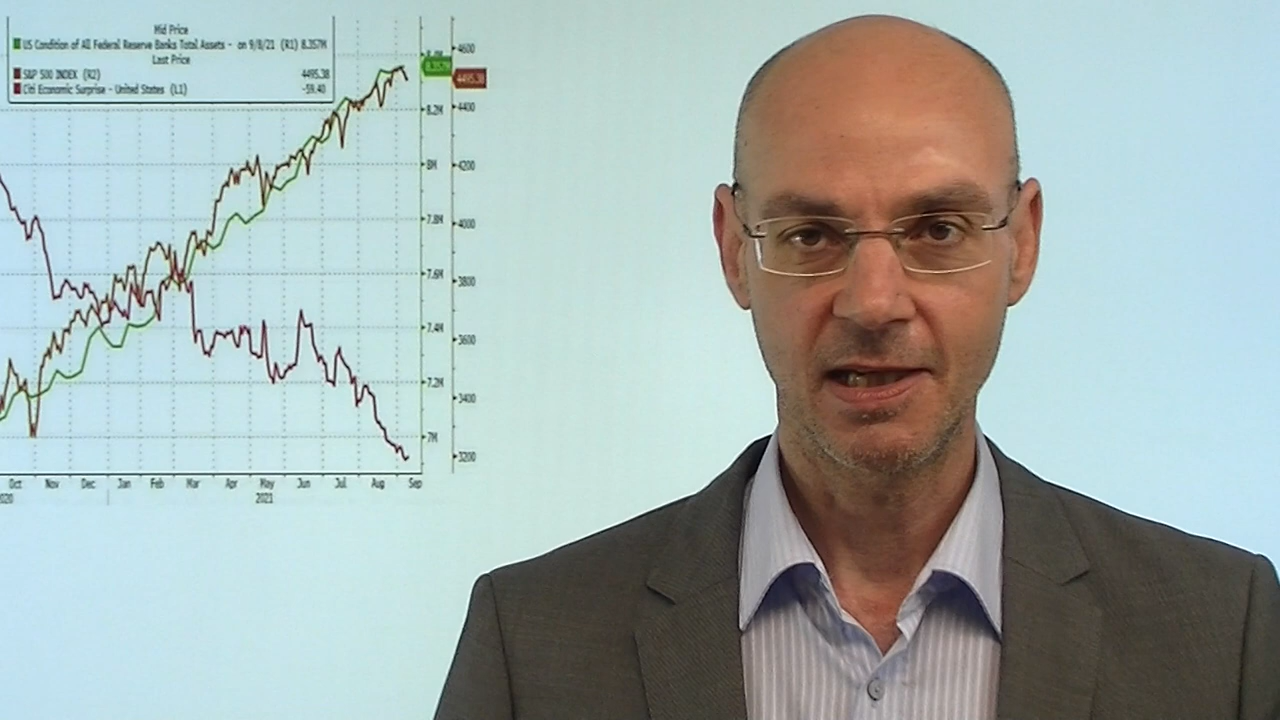 Mid Price
US Condition of All Federal Reserve Banks Total Assets - on 9/8/21 (R1) 8.357M
Last Price
S&P 500 INDEX (R2) 4495.38
Citi Economic Surprise - United States (L1) -59.40
4600
8.357M
4495.38
8.2M
4400
8M
4200
7.8M
4000
7.6M
3800
7.4M
3600
7.2M
3400
7M
3200
Oct Nov Dec Jan Feb Mar Apr May Jun Jul Aug Sep
2021